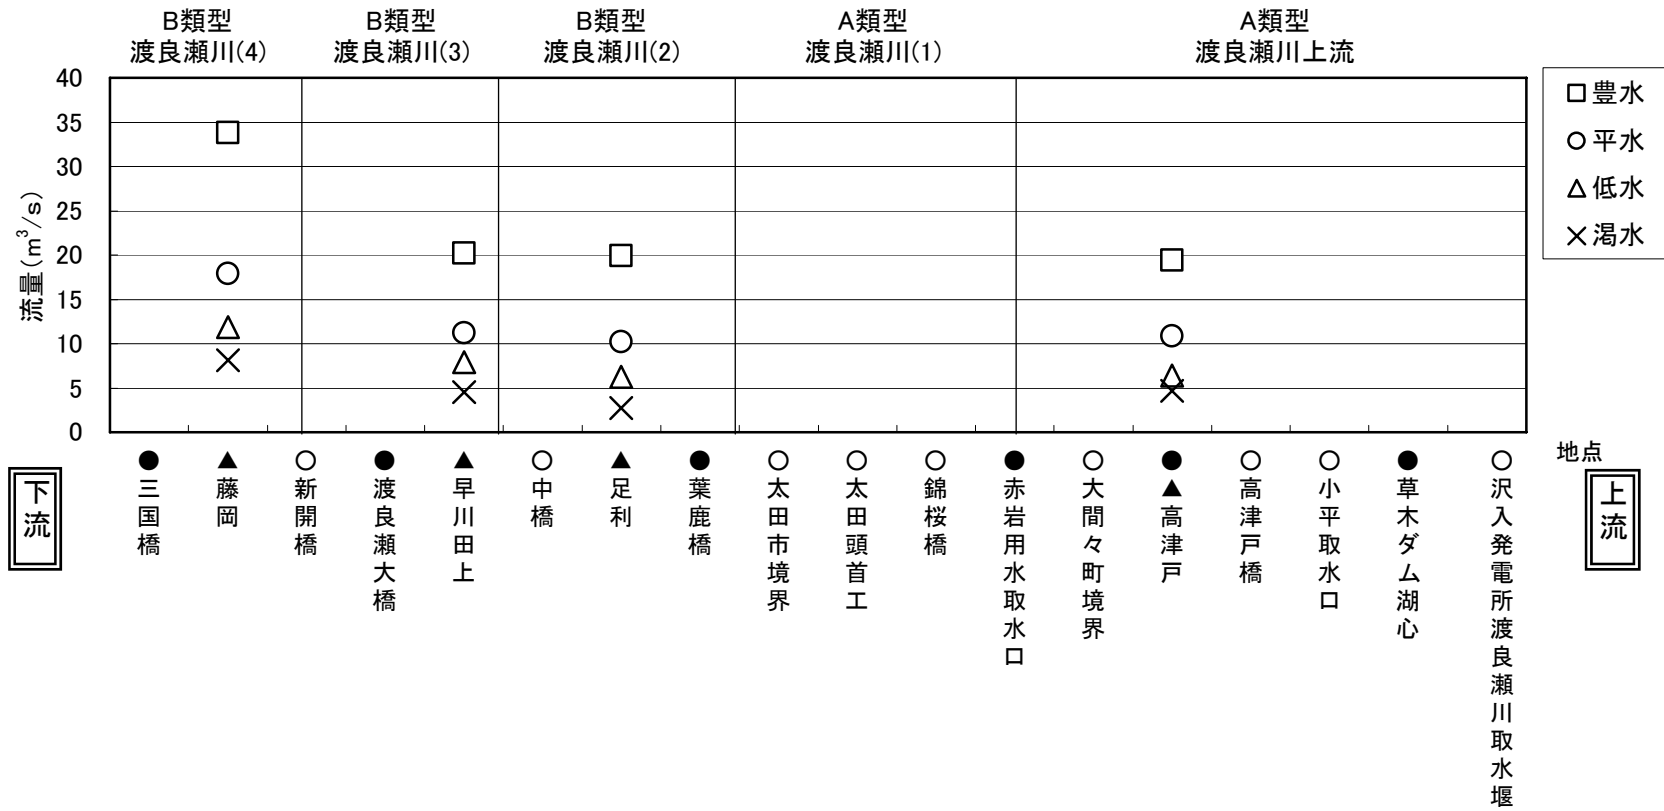 B類型
渡良瀬川(4)
B類型
渡良瀬川(3)
B類型
渡良瀬川(2)
A類型
渡良瀬川(1)
A類型
渡良瀬川上流
40
35
30
25
20
15
10
5
0
流量(m³/s)
□豊水
○平水
△低水
×渇水
地点
下流
●三国橋
▲藤岡
○新開橋
●渡良瀬大橋
▲早川田上
○中橋
▲足利
●葉鹿橋
○太田市境界
○太田頭首工
○錦桜橋
●赤岩用水取水口
○大間々町境界
●▲高津戸
○高津戸橋
○小平取水口
●草木ダム湖心
○沢入発電所渡良瀬川取水堰
上流